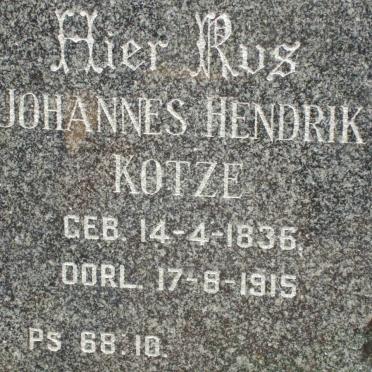 Hier Rus
JOHANNES HENDRIK
KOTZE
GEB. 14-4-1836.
OORL. 17-8-1915.
PS 68:10.